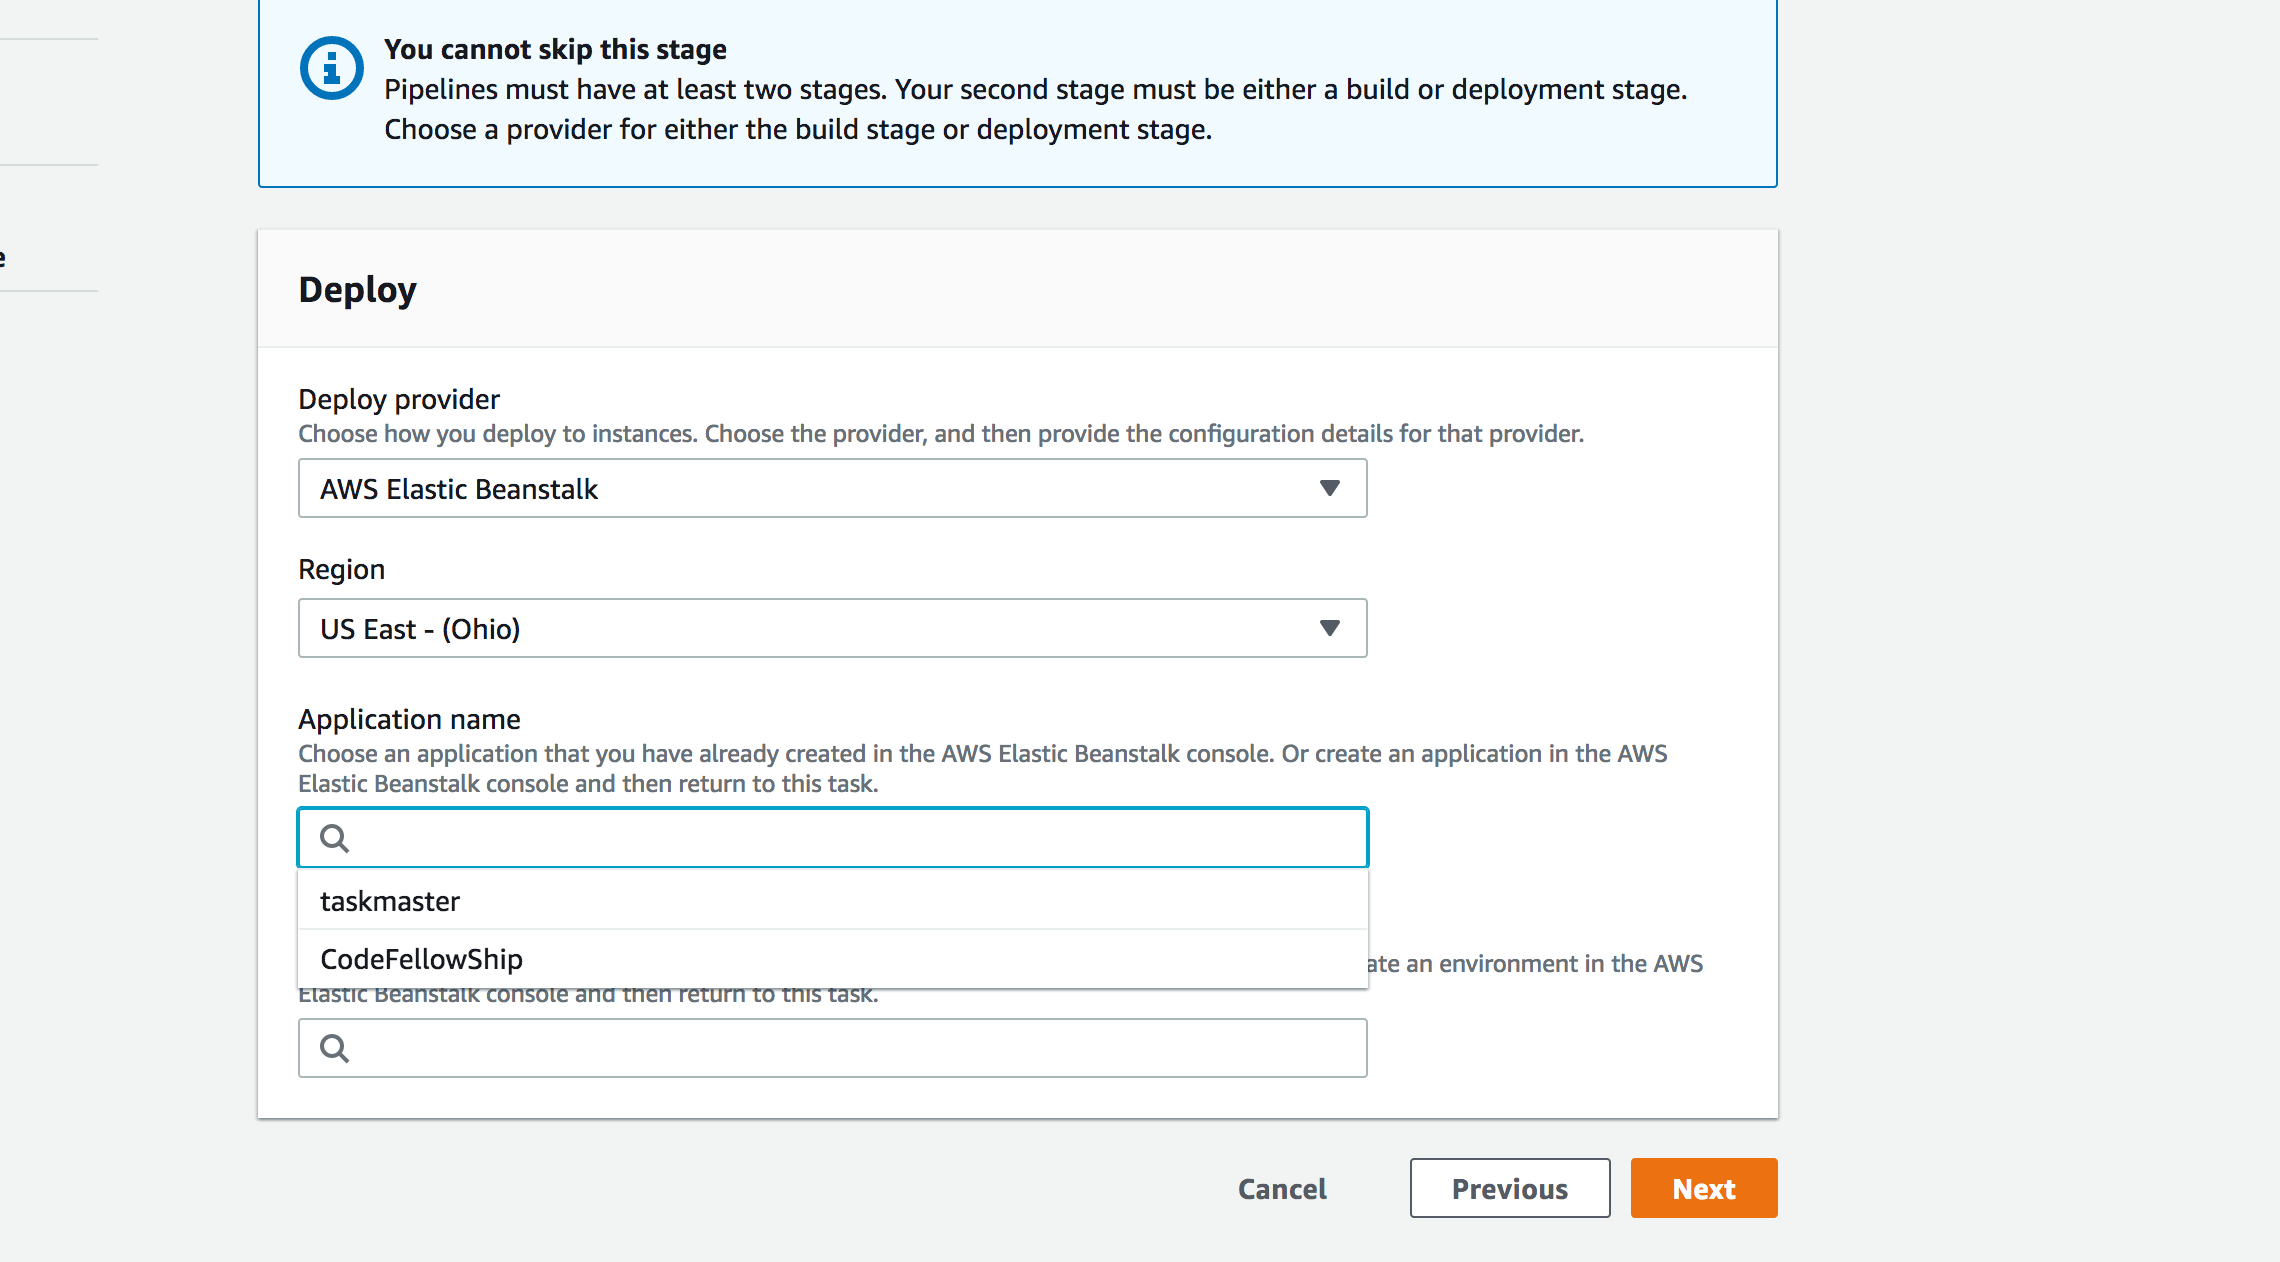 You cannot skip this stage
Pipelines must have at least two stages. Your second stage must be either a build or deployment stage.
Choose a provider for either the build stage or deployment stage.
Deploy
Deploy provider
Choose how you deploy to instances. Choose the provider, and then provide the configuration details for that provider.
AWS Elastic Beanstalk
Region
US East - (Ohio)
Application name
Choose an application that you have already created in the AWS Elastic Beanstalk console. Or create an application in the AWS
Elastic Beanstalk console and then return to this task.
taskmaster
CodeFellowShip
ate an environment in the AWS
Elastic Beanstalk console and then return to this task.
Cancel
Previous
Next